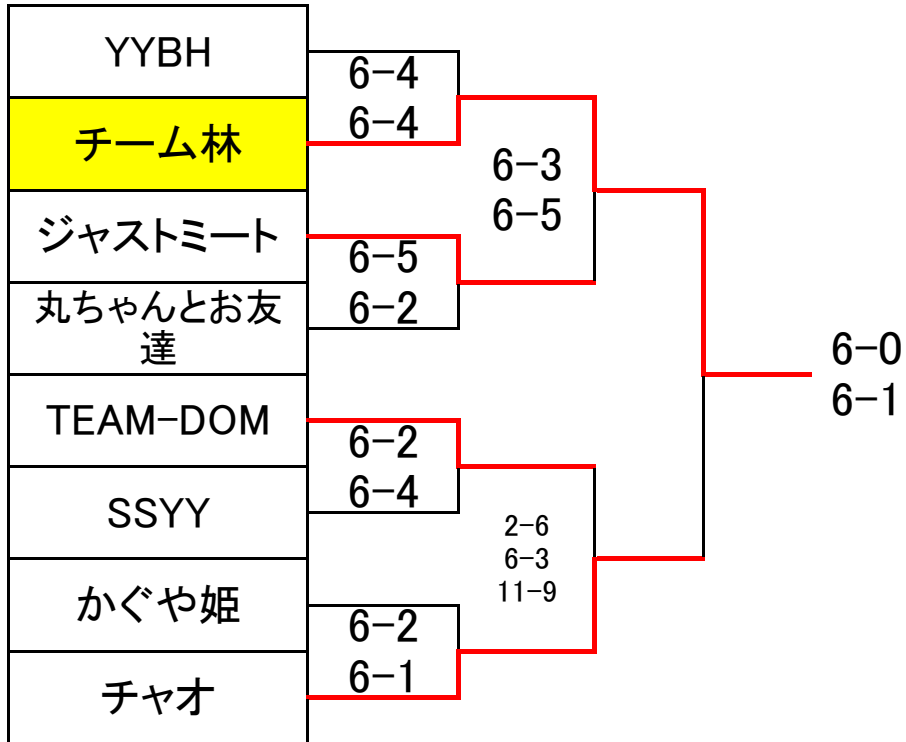 YYBH
チーム林
ジャストミート
丸ちゃんとお友
達
TEAM-DOM
SSYY
かぐや姫
チャオ
6-4
6-4
6-5
6-2
6-2
6-4
6-2
6-1
6-3
6-5
2-6
6-3
11-9
6-0
6-1